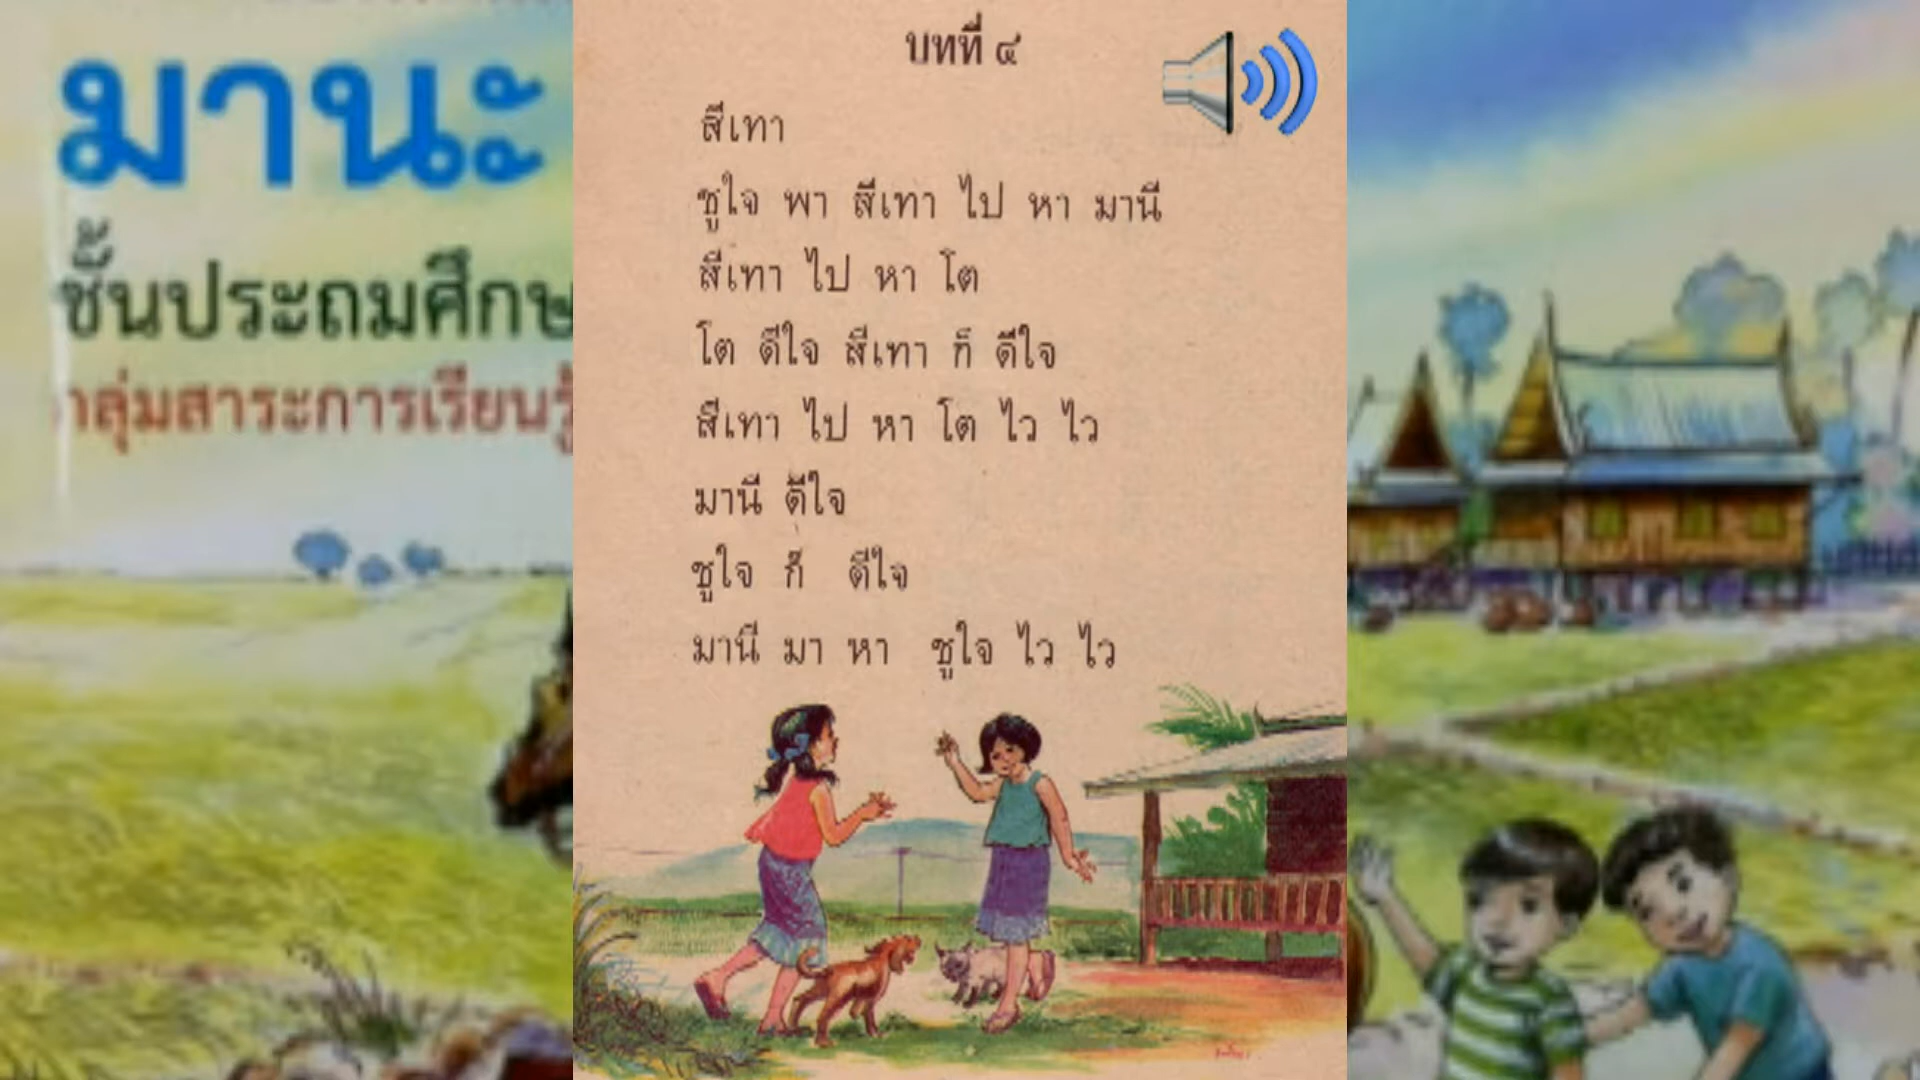 มานะ
ชั้นประถมศึกษ
กลุ่มสาระการเรียนรู้
บทที่ ๔
สีเทา
ชูใจ พา สีเทา ไป หา มานี
สีเทา ไป หา โต
โต ดีใจ สีเทา ก็ ดีใจ
สีเทา ไป หา โต ไว ไว
มานี ดีใจ
ชูใจ ก็ ดีใจ
มานี มา หา ชูใจ ไว ไว